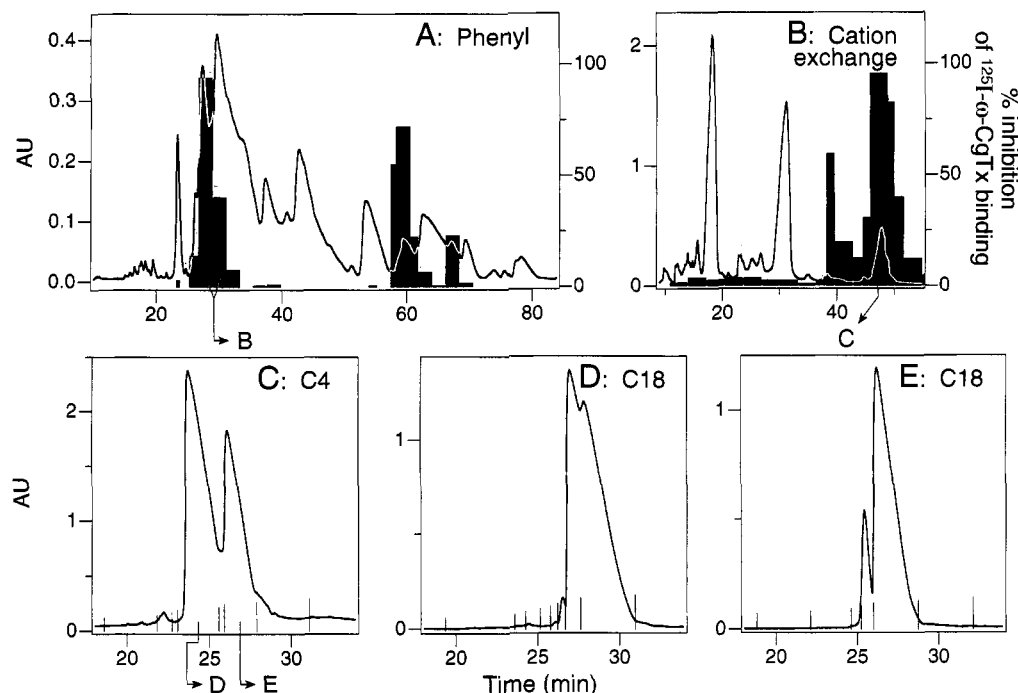 A: Phenyl
0.4
0.3
0.2
0.1
0.0
AU
100
50
0
20
40
60
80
B
B: Cation
exchange
2
1
0
100
50
0
20
40
C
% inhibition
of ¹²⁵I-ω-CgTx binding
C: C4
2
1
0
AU
20
25
30
D
E
D: C18
1
0
20
25
30
Time (min)
E: C18
1
0
20
25
30